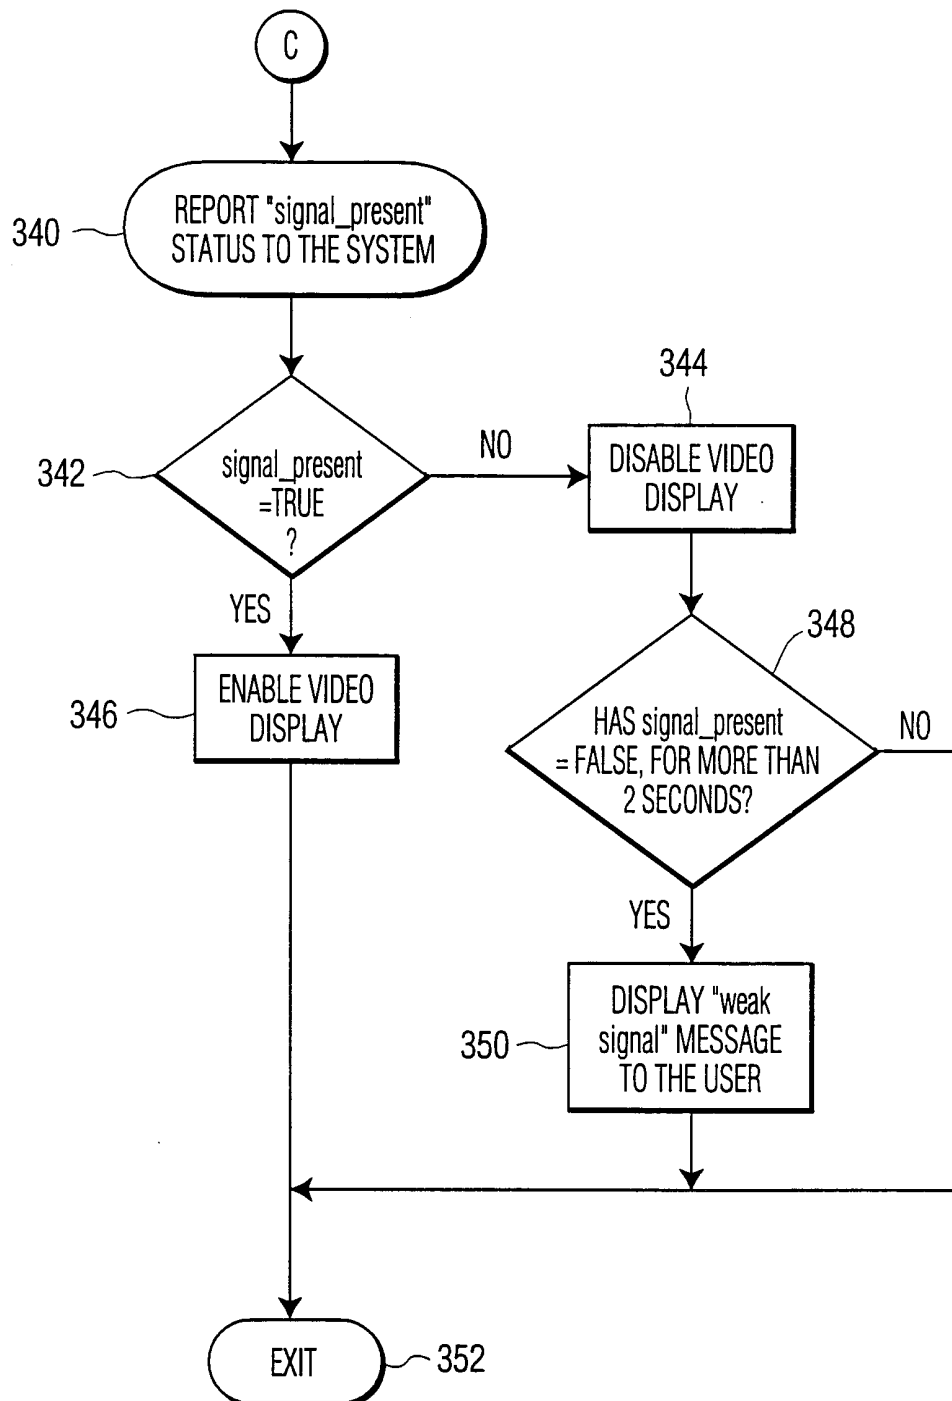 C
REPORT "signal_present"
STATUS TO THE SYSTEM
340
344
342
signal_present
=TRUE
?
NO
DISABLE VIDEO
DISPLAY
YES
348
346
ENABLE VIDEO
DISPLAY
HAS signal_present
= FALSE, FOR MORE THAN
2 SECONDS?
NO
YES
350
DISPLAY "weak
signal" MESSAGE
TO THE USER
EXIT
352